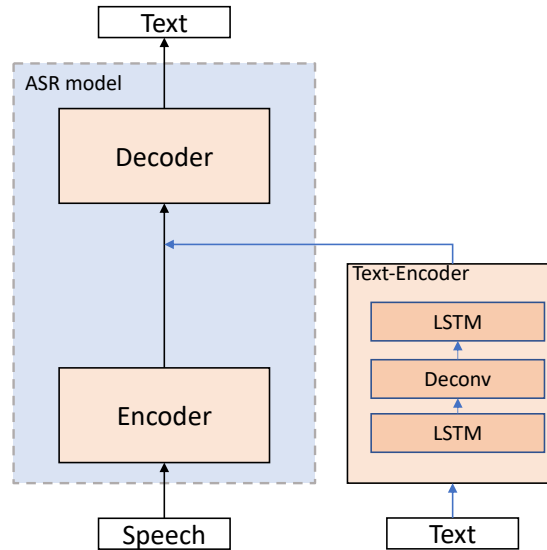 Text
ASR model
Decoder
Text-Encoder
LSTM
Deconv
LSTM
Encoder
Speech
Text